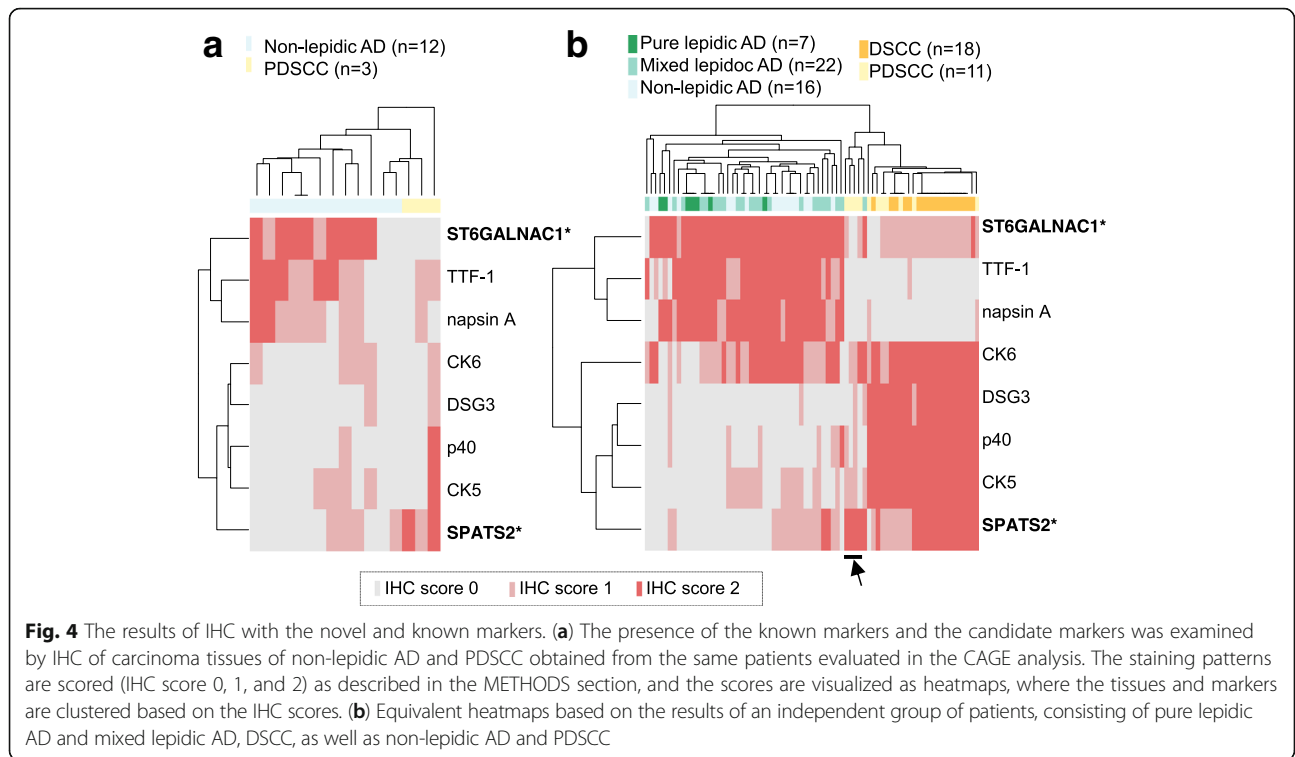 a
Non-lepidic AD (n=12)
PDSCC (n=3)
b
Pure lepidic AD (n=7)
Mixed lepidoc AD (n=22)
Non-lepidic AD (n=16)
DSCC (n=18)
PDSCC (n=11)
ST6GALNAC1*
TTF-1
napsin A
CK6
DSG3
p40
CK5
SPATS2*
ST6GALNAC1*
TTF-1
napsin A
CK6
DSG3
p40
CK5
SPATS2*
IHC score 0 IHC score 1 IHC score 2
Fig. 4 The results of IHC with the novel and known markers. (a) The presence of the known markers and the candidate markers was examined
by IHC of carcinoma tissues of non-lepidic AD and PDSCC obtained from the same patients evaluated in the CAGE analysis. The staining patterns
are scored (IHC score 0, 1, and 2) as described in the METHODS section, and the scores are visualized as heatmaps, where the tissues and markers
are clustered based on the IHC scores. (b) Equivalent heatmaps based on the results of an independent group of patients, consisting of pure lepidic
AD and mixed lepidic AD, DSCC, as well as non-lepidic AD and PDSCC